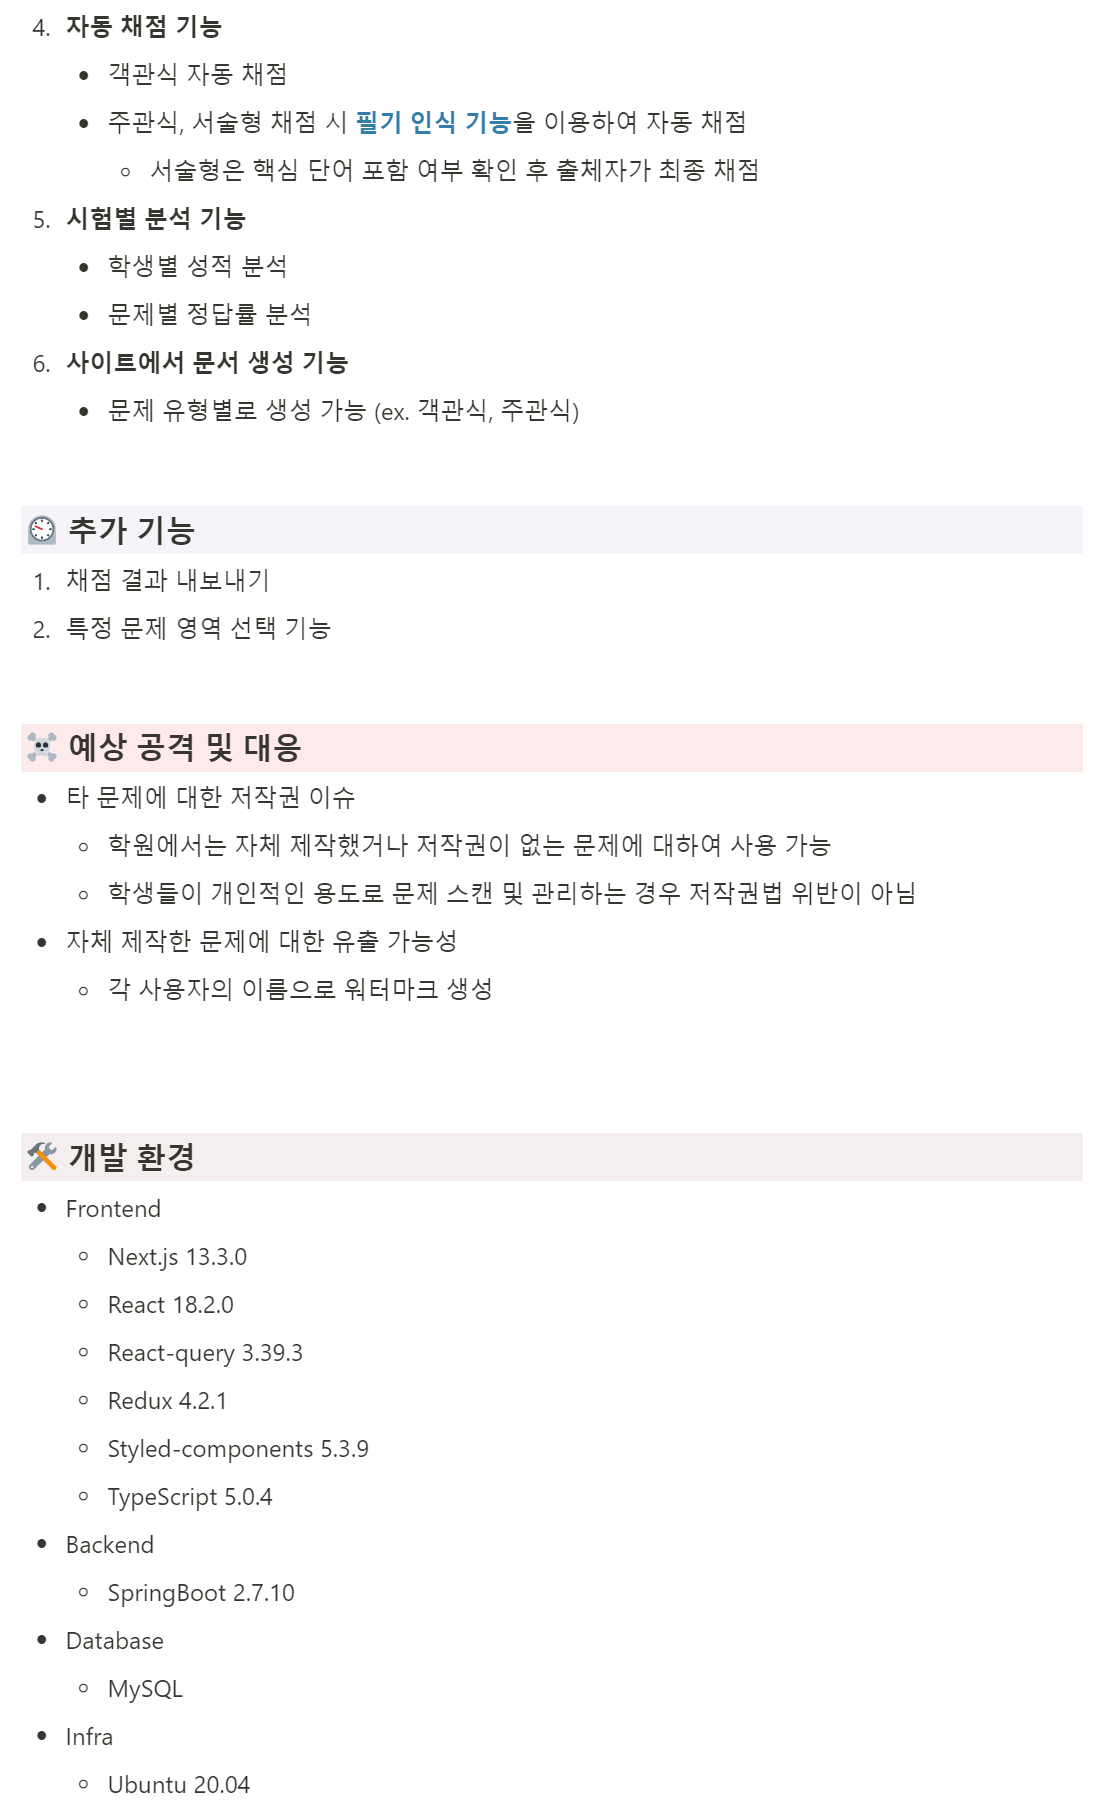 4. 자동 채점 기능
• 객관식 자동 채점
• 주관식, 서술형 채점 시 필기 인식 기능을 이용하여 자동 채점
◦ 서술형은 핵심 단어 포함 여부 확인 후 출체자가 최종 채점
5. 시험별 분석 기능
• 학생별 성적 분석
• 문제별 정답률 분석
6. 사이트에서 문서 생성 기능
• 문제 유형별로 생성 가능 (ex. 객관식, 주관식)
추가 기능
1. 채점 결과 내보내기
2. 특정 문제 영역 선택 기능
☠️ 예상 공격 및 대응
• 타 문제에 대한 저작권 이슈
◦ 학원에서는 자체 제작했거나 저작권이 없는 문제에 대하여 사용 가능
◦ 학생들이 개인적인 용도로 문제 스캔 및 관리하는 경우 저작권법 위반이 아님
• 자체 제작한 문제에 대한 유출 가능성
◦ 각 사용자의 이름으로 워터마크 생성
🛠️ 개발 환경
• Frontend
◦ Next.js 13.3.0
◦ React 18.2.0
◦ React-query 3.39.3
◦ Redux 4.2.1
◦ Styled-components 5.3.9
◦ TypeScript 5.0.4
• Backend
◦ SpringBoot 2.7.10
• Database
◦ MySQL
• Infra
◦ Ubuntu 20.04